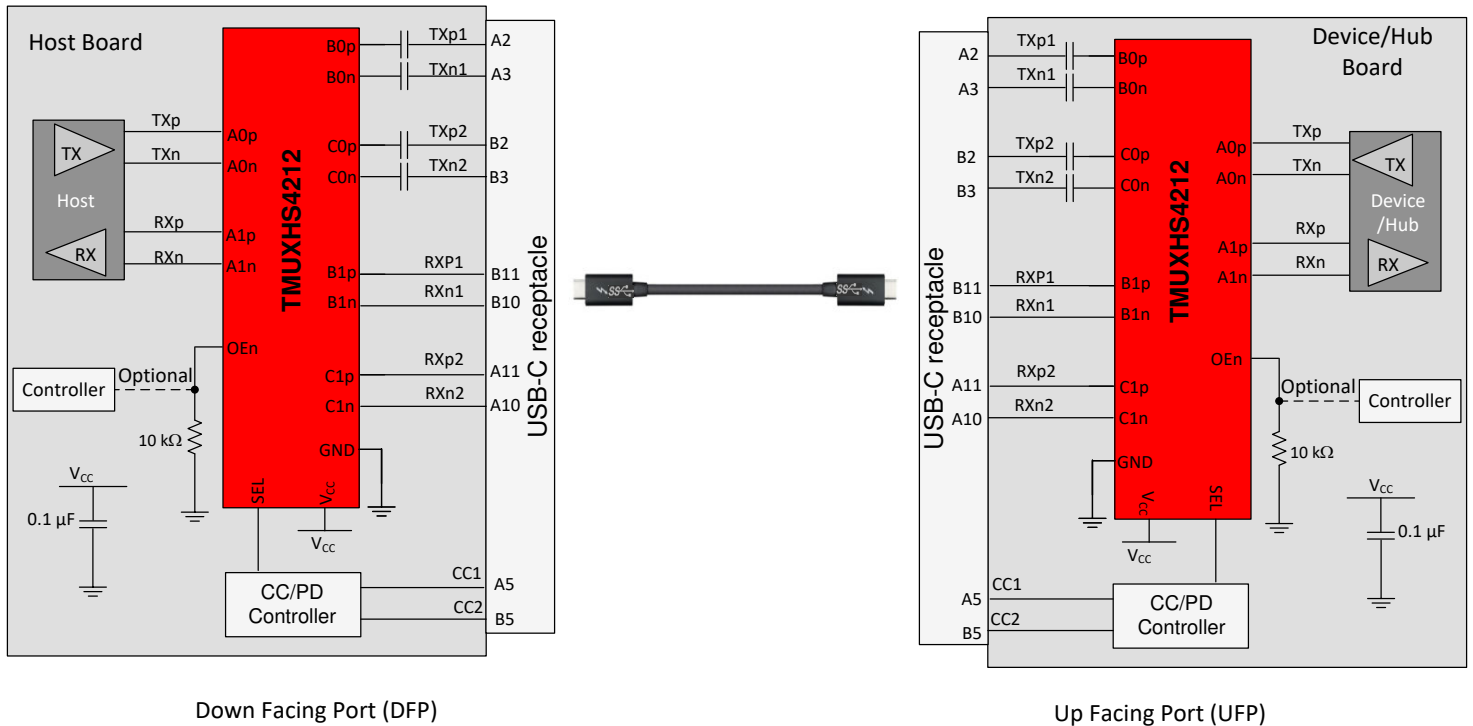 Host Board
TXp
TXn
TX
Host
RXp
RXn
RX
A0p
A0n
A1p
A1n
OEn
TMUXHS4212
B0p
B0n
C0p
C0n
B1p
B1n
C1p
C1n
GND
SEL
VCC
VCC
TXp1
TXn1
TXp2
TXn2
RXP1
RXn1
RXp2
RXn2
A2
A3
B2
B3
B11
B10
A11
A10
USB-C receptacle
Controller
Optional
10 kΩ
VCC
0.1 µF
CC/PD
Controller
CC1
CC2
A5
B5
Down Facing Port (DFP)
SS
SS
Device/Hub
Board
USB-C receptacle
A2
A3
B2
B3
B11
B10
A11
A10
TXp1
TXn1
TXp2
TXn2
RXP1
RXn1
RXp2
RXn2
B0p
B0n
C0p
C0n
B1p
B1n
C1p
C1n
GND
TMUXHS4212
A0p
A0n
A1p
A1n
OEn
VCC
SEL
VCC
TXp
TXn
RXp
RXn
TX
Device
/Hub
RX
Optional
Controller
10 kΩ
VCC
0.1 µF
A5
B5
CC1
CC2
CC/PD
Controller
Up Facing Port (UFP)